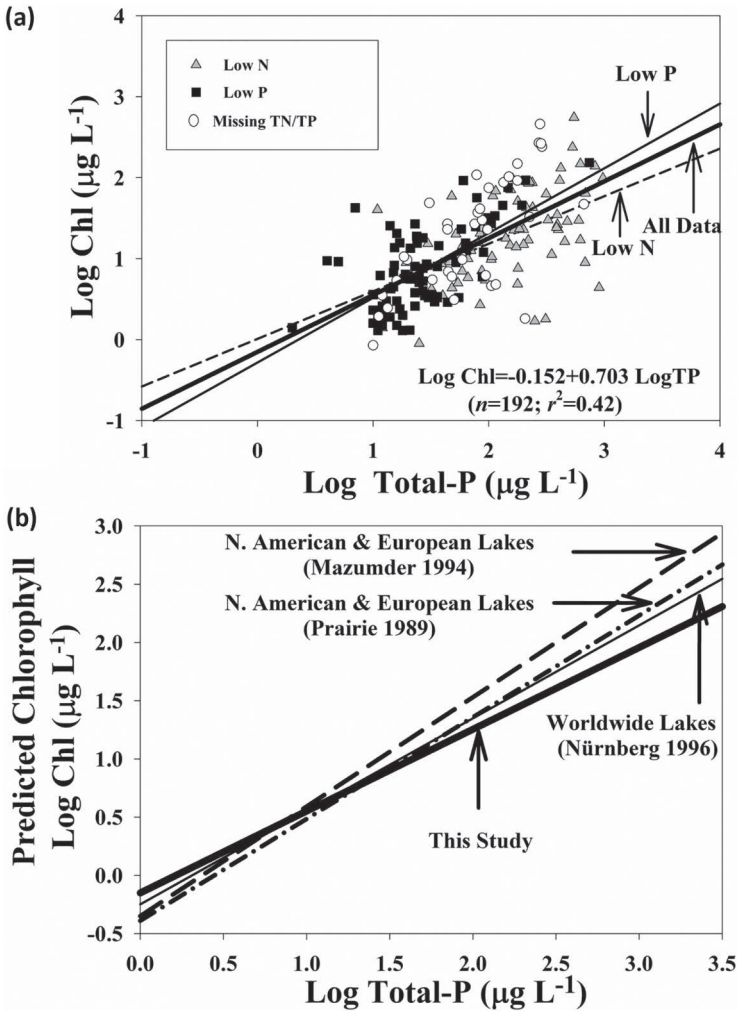 (a)
4
3
2
1
0
-1
Log Chl (µg L-1)
Low N
Low P
Missing TN/TP
Low P
All Data
Low N
Log Chl=-0.152+0.703 LogTP
(n=192; r2=0.42)
-1 0 1 2 3 4
Log Total-P (µg L-1)
(b)
3.0
2.5
2.0
1.5
1.0
0.5
0.0
-0.5
Predicted Chlorophyll
Log Chl (µg L-1)
N. American & European Lakes
(Mazumder 1994)
N. American & European Lakes
(Prairie 1989)
Worldwide Lakes
(Nürnberg 1996)
This Study
0.0 0.5 1.0 1.5 2.0 2.5 3.0 3.5
Log Total-P (µg L-1)